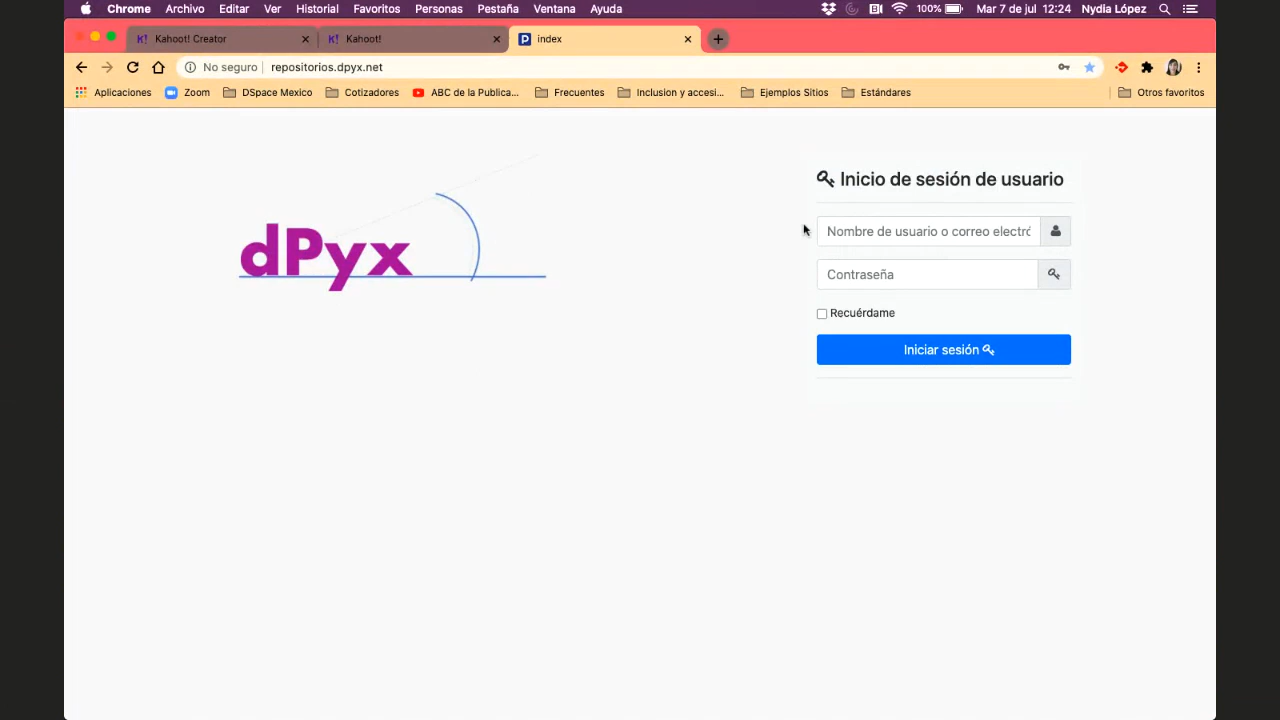 Chrome Archivo Editar Ver Historial Favoritos Personas Pestaña Ventana Ayuda 100% Mar 7 de jul 12:24 Nydia López
K! Kahoot! Creator K! Kahoot! P index
No seguro repositorios.dpyx.net
Aplicaciones Zoom DSpace Mexico Cotizadores ABC de la Publica... Frecuentes Inclusion y accesi... Ejemplos Sitios Estándares Otros favoritos
dPyx
Inicio de sesión de usuario
Nombre de usuario o correo electró
Contraseña
Recuérdame
Iniciar sesión